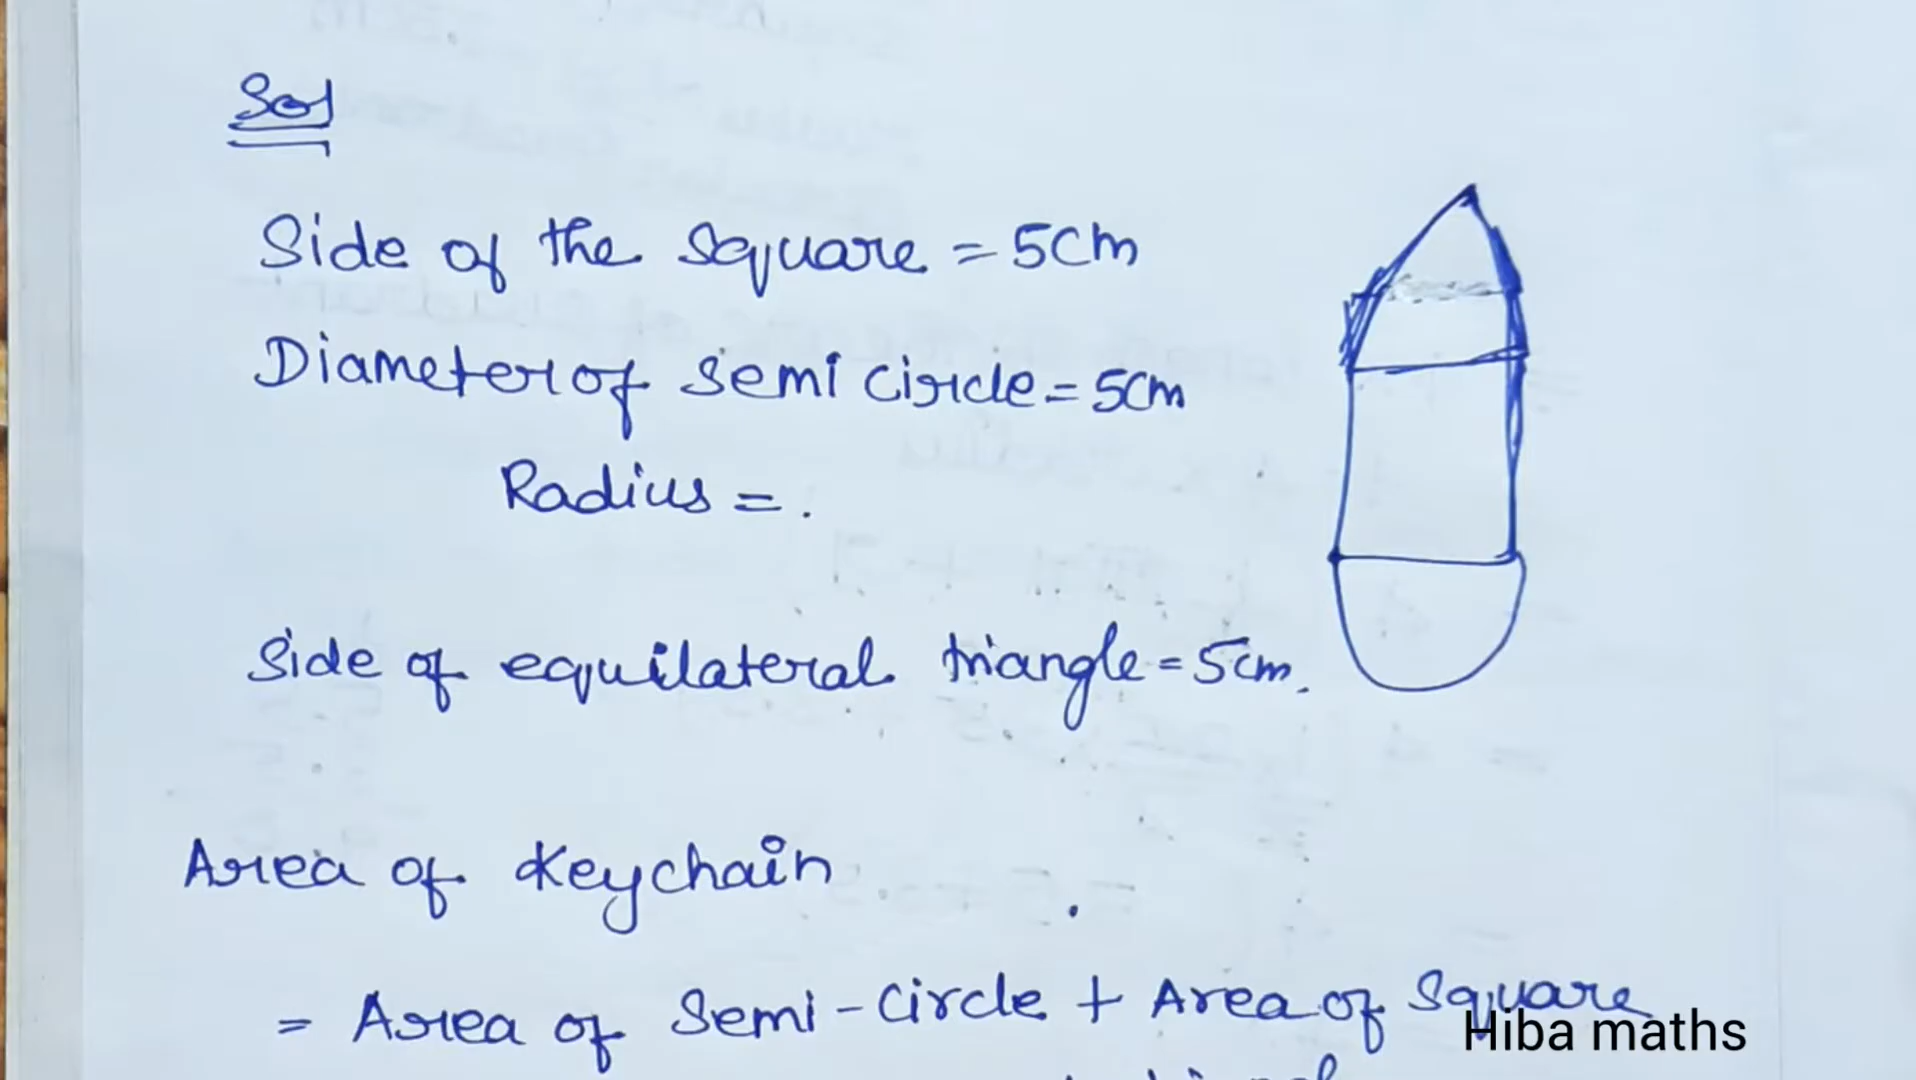 Sol
Side of the square = 5cm
Diameter of semi circle = 5cm
Radius = .
Side of equilateral triangle = 5cm.
Area of keychain
= Area of Semi-circle + Area of Square
Hiba maths